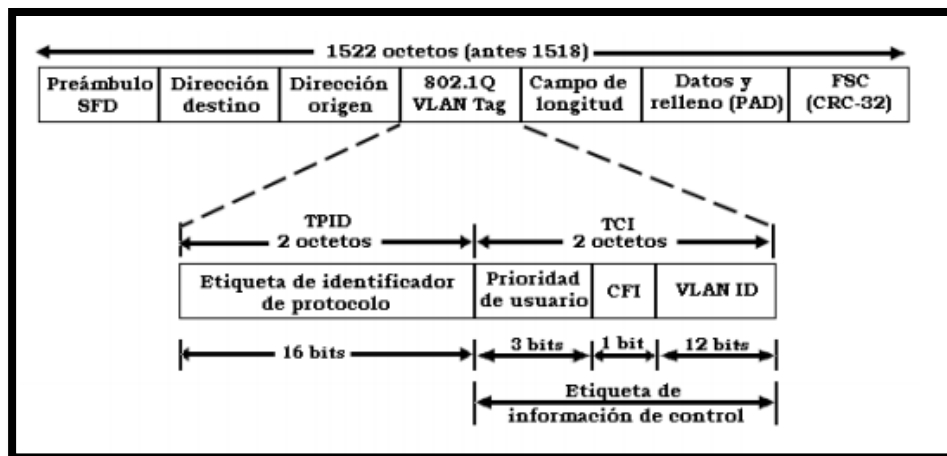 1522 octetos (antes 1518)
Preámbulo
SFD
Dirección
destino
Dirección
origen
802.1Q
VLAN Tag
Campo de
longitud
Datos y
relleno (PAD)
FSC
(CRC-32)
TPID
2 octetos
TCI
2 octetos
Etiqueta de identificador
de protocolo
Prioridad
de usuario
CFI
VLAN ID
16 bits
3 bits
1 bit
12 bits
Etiqueta de
información de control